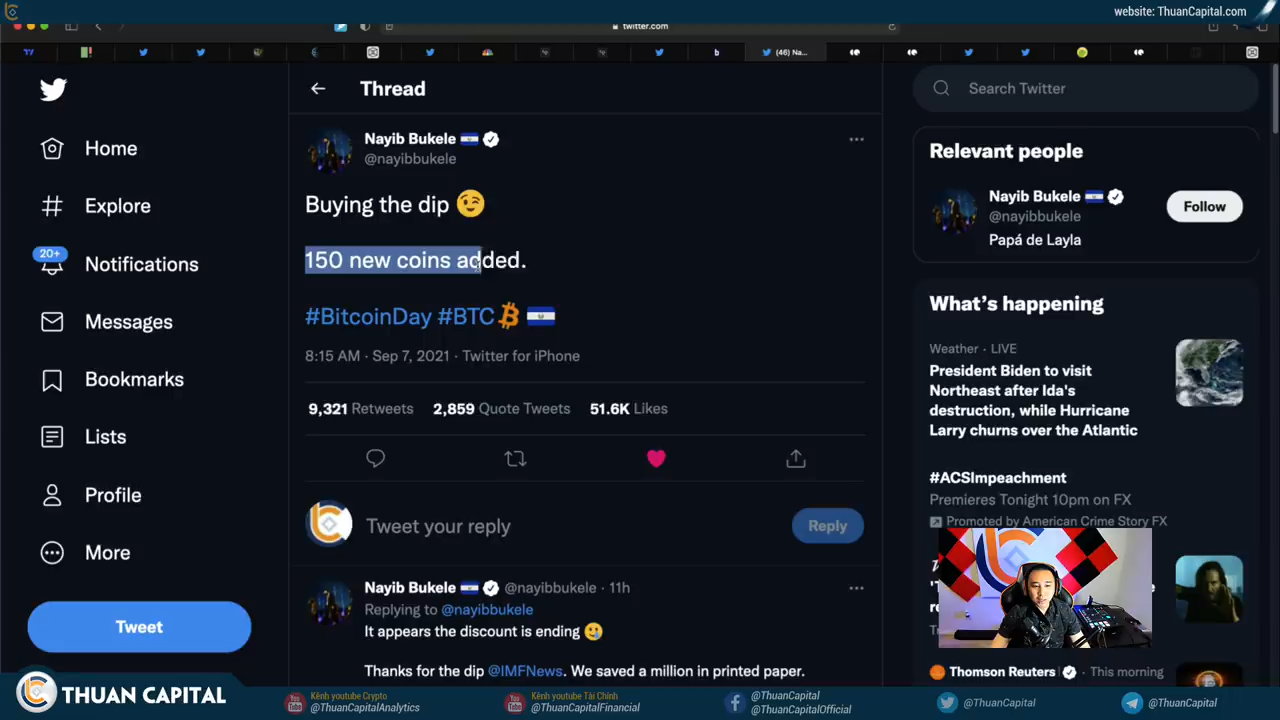 website: ThuanCapital.com
twitter.com
(46) Na...
Thread
Search Twitter
Home
Explore
20+
Notifications
Messages
Bookmarks
Lists
Profile
More
Tweet
Nayib Bukele
@nayibbukele
Buying the dip
150 new coins added.
#BitcoinDay #BTC
8:15 AM · Sep 7, 2021 · Twitter for iPhone
9,321 Retweets 2,859 Quote Tweets 51.6K Likes
Tweet your reply
Reply
Nayib Bukele @nayibbukele · 11h
Replying to @nayibbukele
It appears the discount is ending
Thanks for the dip @IMFNews. We saved a million in printed paper.
Relevant people
Nayib Bukele
@nayibbukele
Follow
Papá de Layla
What's happening
Weather · LIVE
President Biden to visit
Northeast after Ida's
destruction, while Hurricane
Larry churns over the Atlantic
#ACSImpeachment
Premieres Tonight 10pm on FX
Promoted by American Crime Story FX
Thomson Reuters · This morning
THUAN CAPITAL
Kênh youtube Crypto
@ThuanCapitalAnalytics
Kênh youtube Tài Chính
@ThuanCapitalFinancial
@ThuanCapital
@ThuanCapitalOfficial
@ThuanCapital
@ThuanCapital